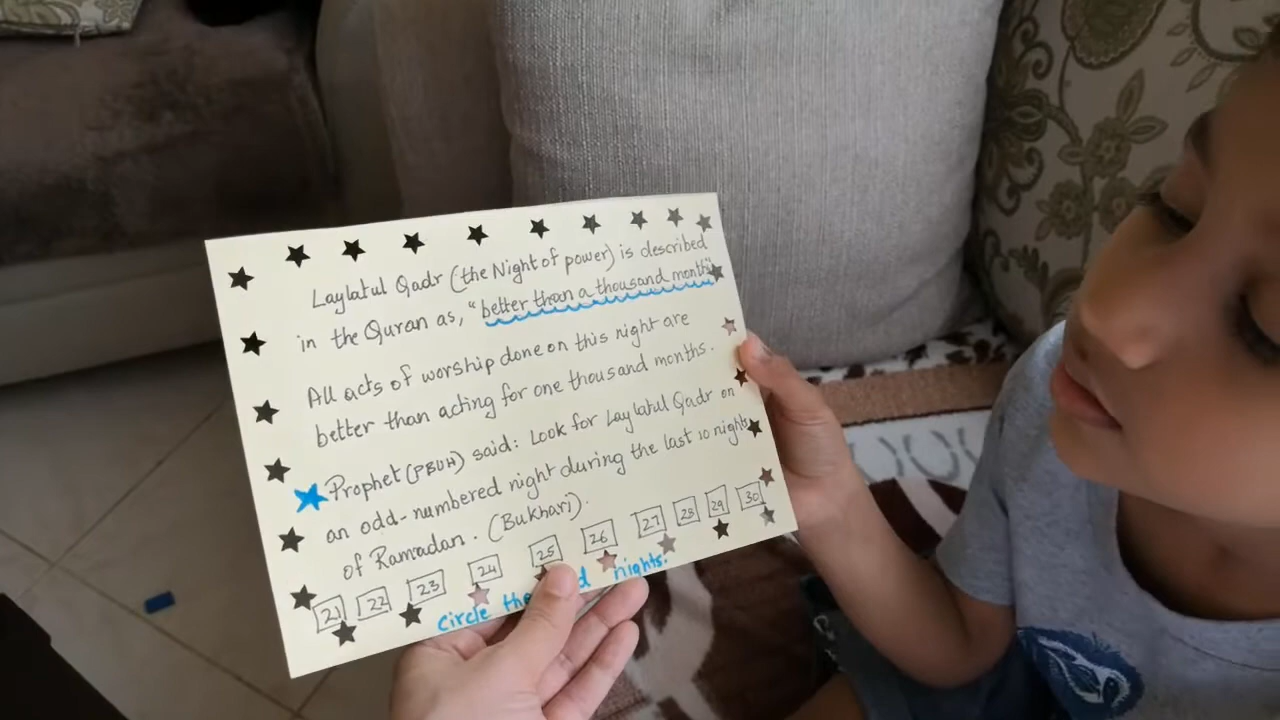 Laylatul Qadr (the Night of power) is described
in the Quran as, "better than a thousand months"
All acts of worship done on this night are
better than acting for one thousand months.
Prophet (PBUH) said: Look for Laylatul Qadr on
an odd-numbered night during the last 10 nights
of Ramadan. (Bukhari).
21 22 23 24 25 26 27 28 29 30
circle the nights.